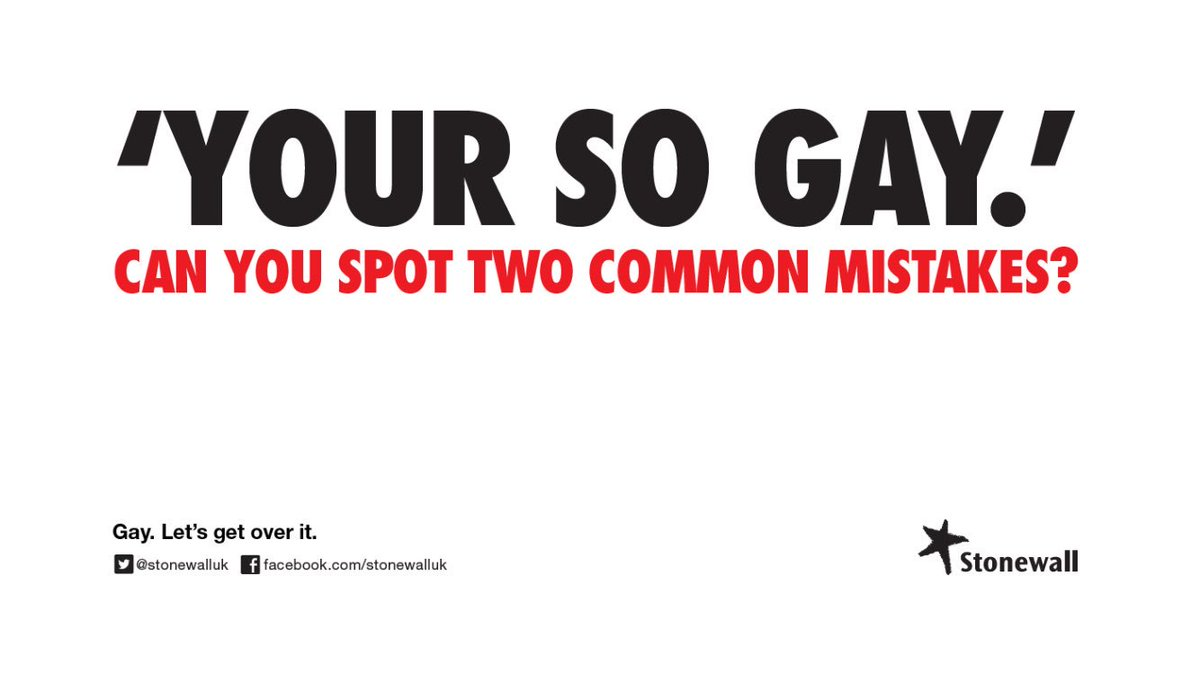 ‘YOUR SO GAY.’
CAN YOU SPOT TWO COMMON MISTAKES?
Gay. Let’s get over it.
@stonewalluk facebook.com/stonewalluk
Stonewall